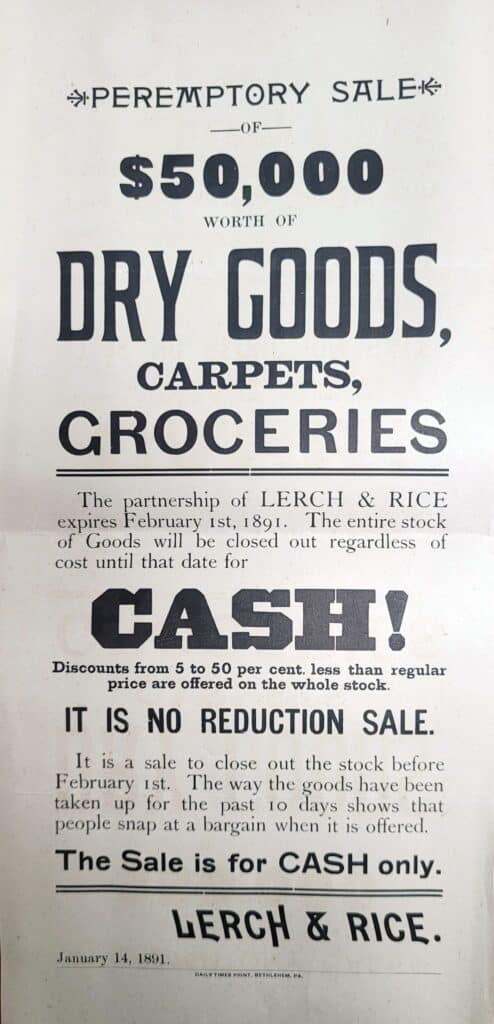 PEREMPTORY SALE
OF
$50,000
WORTH OF
DRY GOODS,
CARPETS,
GROCERIES
The partnership of LERCH & RICE
expires February 1st, 1891. The entire stock
of Goods will be closed out regardless of
cost until that date for
CASH!
Discounts from 5 to 50 per cent. less than regular
price are offered on the whole stock.
IT IS NO REDUCTION SALE.
It is a sale to close out the stock before
February 1st. The way the goods have been
taken up for the past 10 days shows that
people snap at a bargain when it is offered.
The Sale is for CASH only.
LERCH & RICE.
January 14, 1891.
DAILY TIMES PRINT, BETHLEHEM, PA.